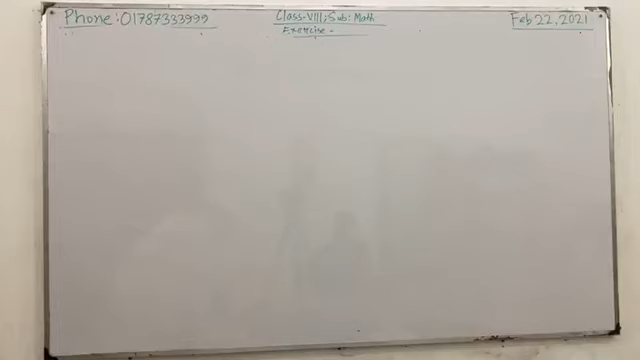 Phone: 01787333999 Class-VIII; Sub: Math Feb 22, 2021
Exercise-